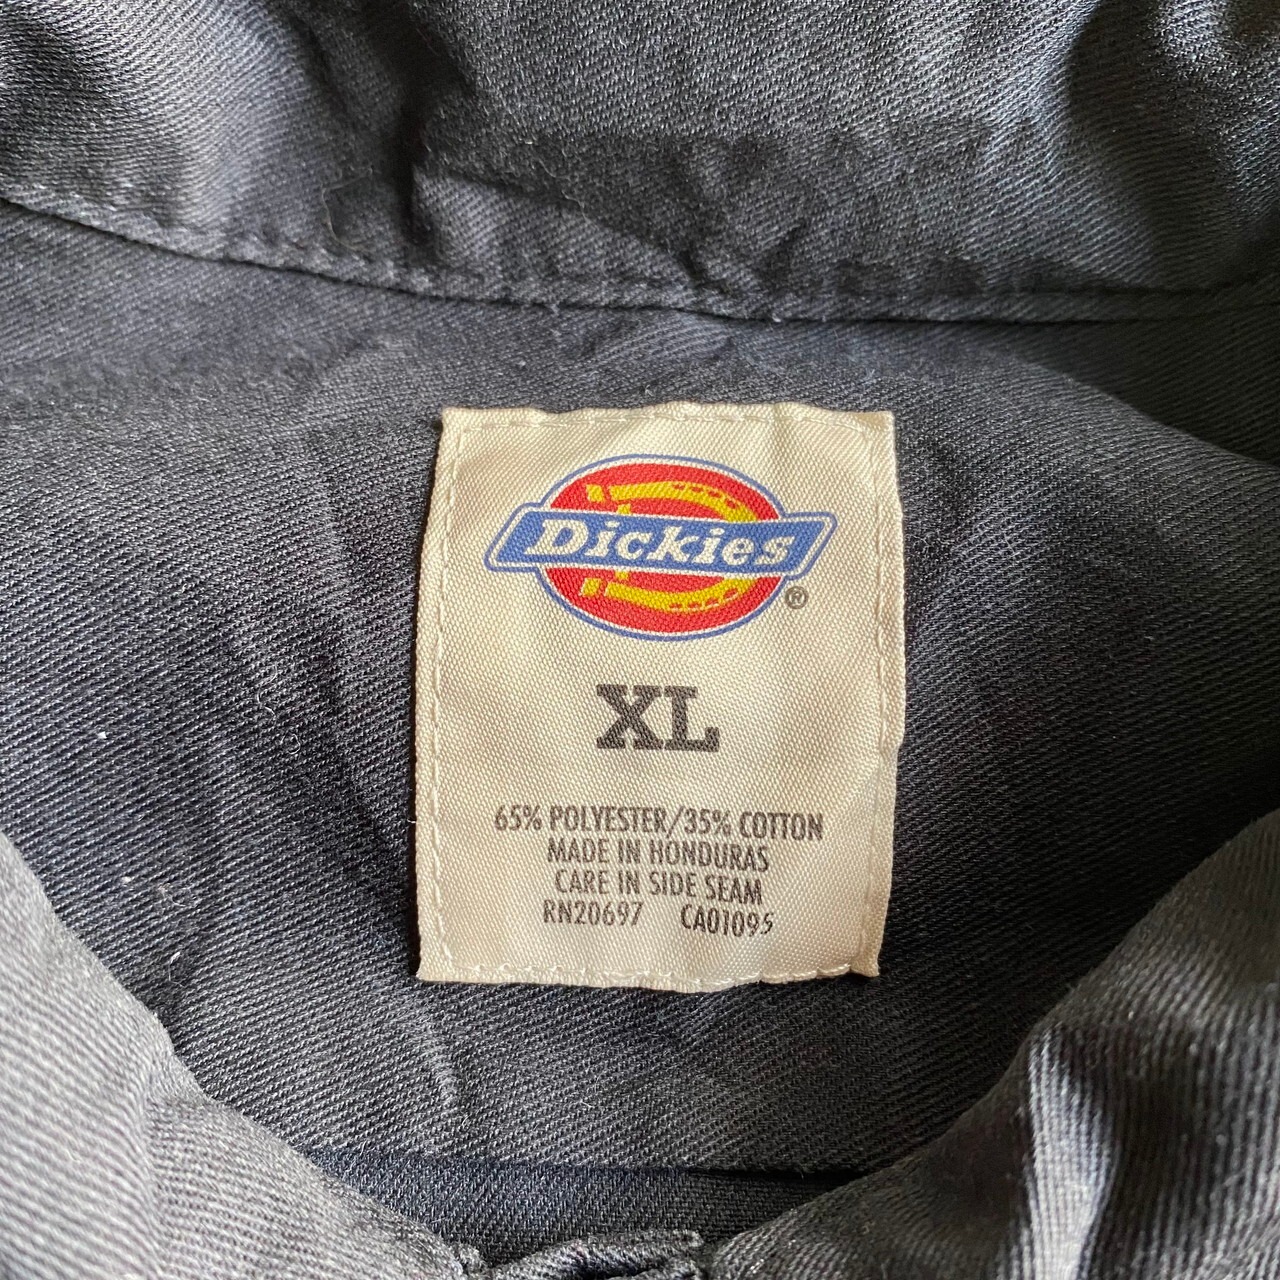 Dickies
®
XL
65% POLYESTER/35% COTTON
MADE IN HONDURAS
CARE IN SIDE SEAM
RN20697 CA01095